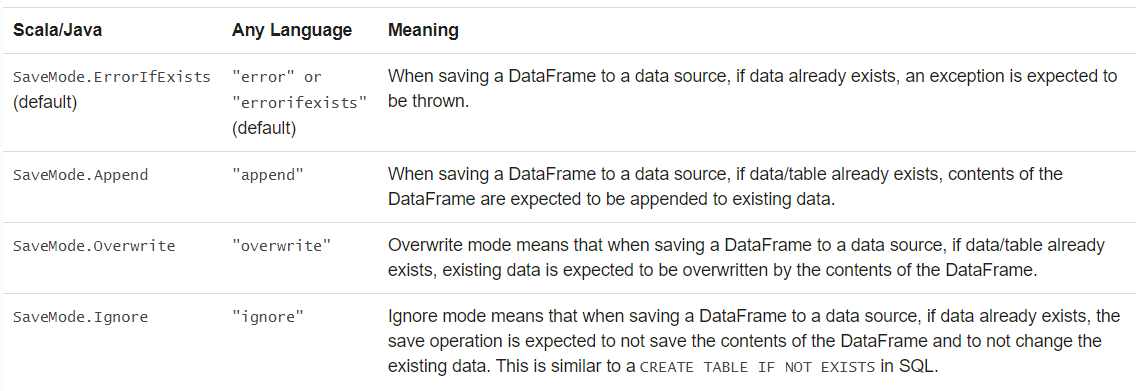 Scala/Java Any Language Meaning
SaveMode.ErrorIfExists "error" or When saving a DataFrame to a data source, if data already exists, an exception is expected to
(default) "errorifexists" be thrown.
(default)
SaveMode.Append "append" When saving a DataFrame to a data source, if data/table already exists, contents of the
DataFrame are expected to be appended to existing data.
SaveMode.Overwrite "overwrite" Overwrite mode means that when saving a DataFrame to a data source, if data/table already
exists, existing data is expected to be overwritten by the contents of the DataFrame.
SaveMode.Ignore "ignore" Ignore mode means that when saving a DataFrame to a data source, if data already exists, the
save operation is expected to not save the contents of the DataFrame and to not change the
existing data. This is similar to a CREATE TABLE IF NOT EXISTS in SQL.